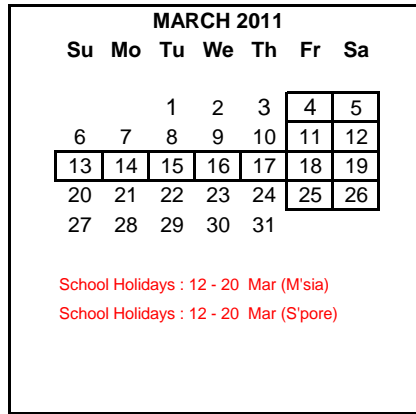 MARCH 2011
Su Mo Tu We Th Fr Sa
1 2 3 4 5
6 7 8 9 10 11 12
13 14 15 16 17 18 19
20 21 22 23 24 25 26
27 28 29 30 31
School Holidays : 12 - 20 Mar (M'sia)
School Holidays : 12 - 20 Mar (S'pore)